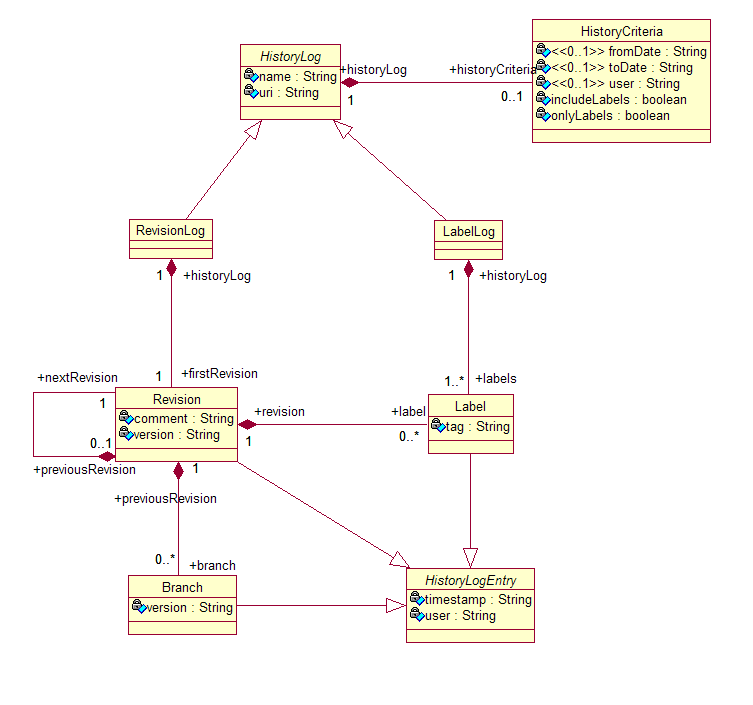 HistoryCriteria
<<0..1>> fromDate : String
<<0..1>> toDate : String
<<0..1>> user : String
includeLabels : boolean
onlyLabels : boolean
HistoryLog
name : String
uri : String
+historyLog
+historyCriteria
1
0..1
RevisionLog
LabelLog
1
+historyLog
1
+historyLog
1
+firstRevision
1..*
+labels
+nextRevision
1
Revision
comment : String
version : String
0..1
+previousRevision
+revision
1
+label
0..*
Label
tag : String
1
+previousRevision
0..*
+branch
Branch
version : String
HistoryLogEntry
timestamp : String
user : String